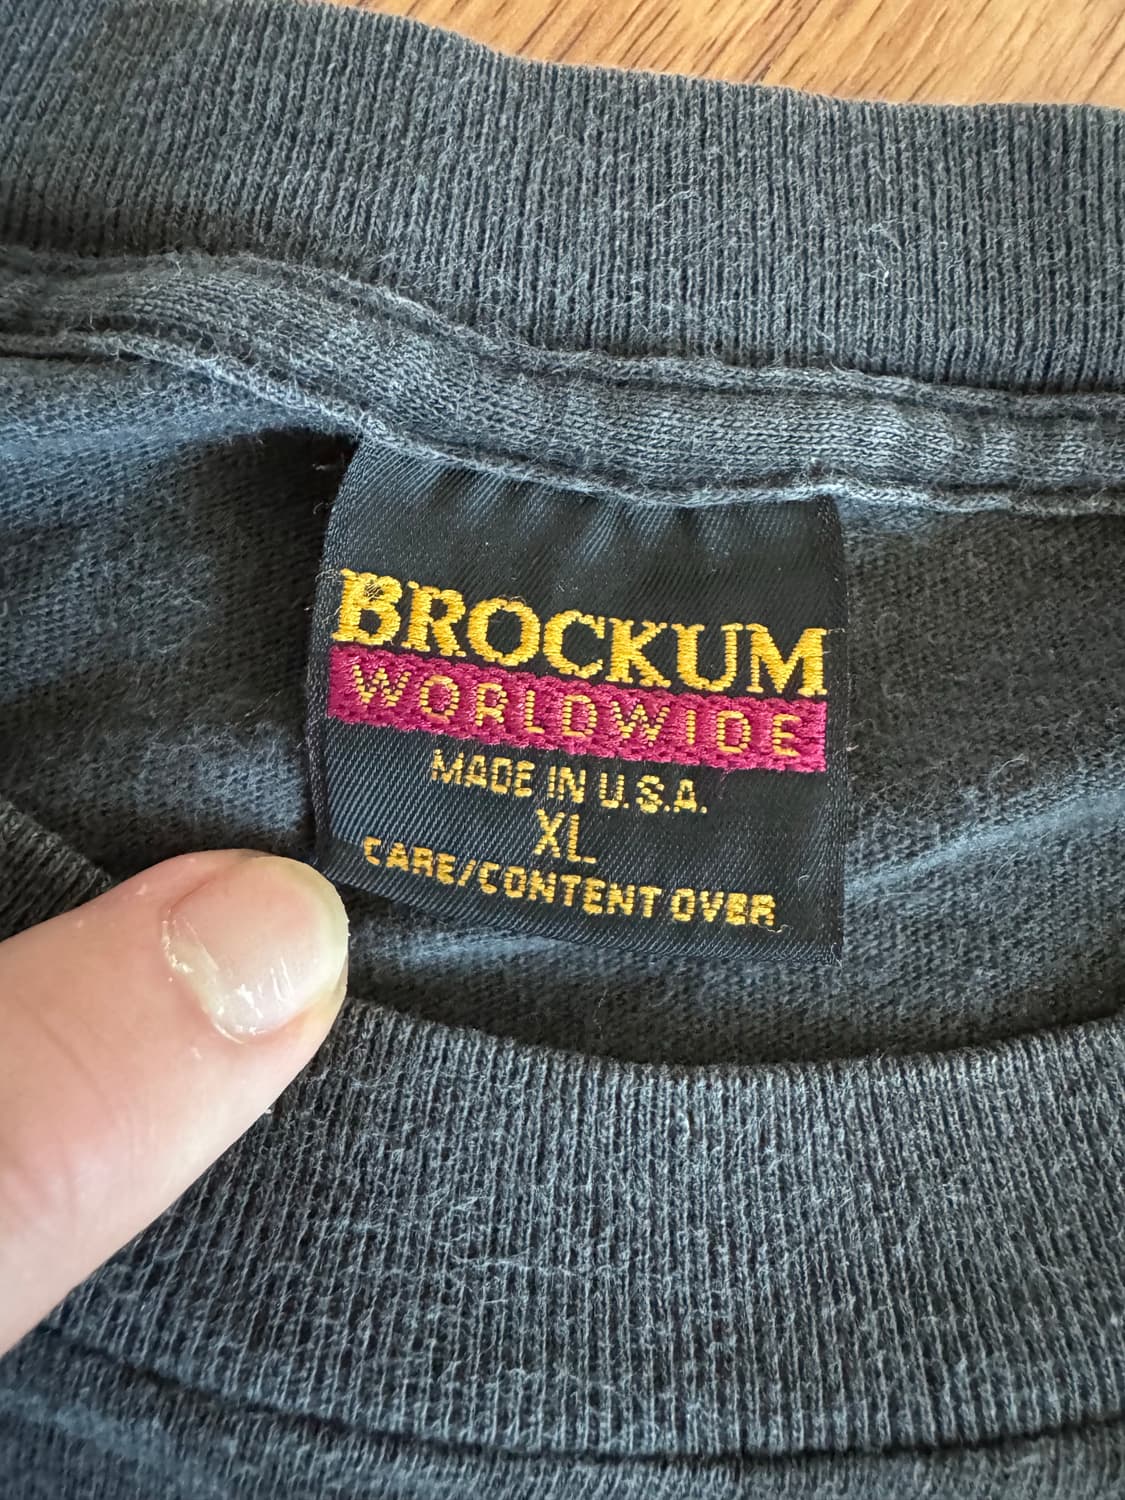 BROCKUM
WORLDWIDE
MADE IN U.S.A.
XL
CARE/CONTENT OVER